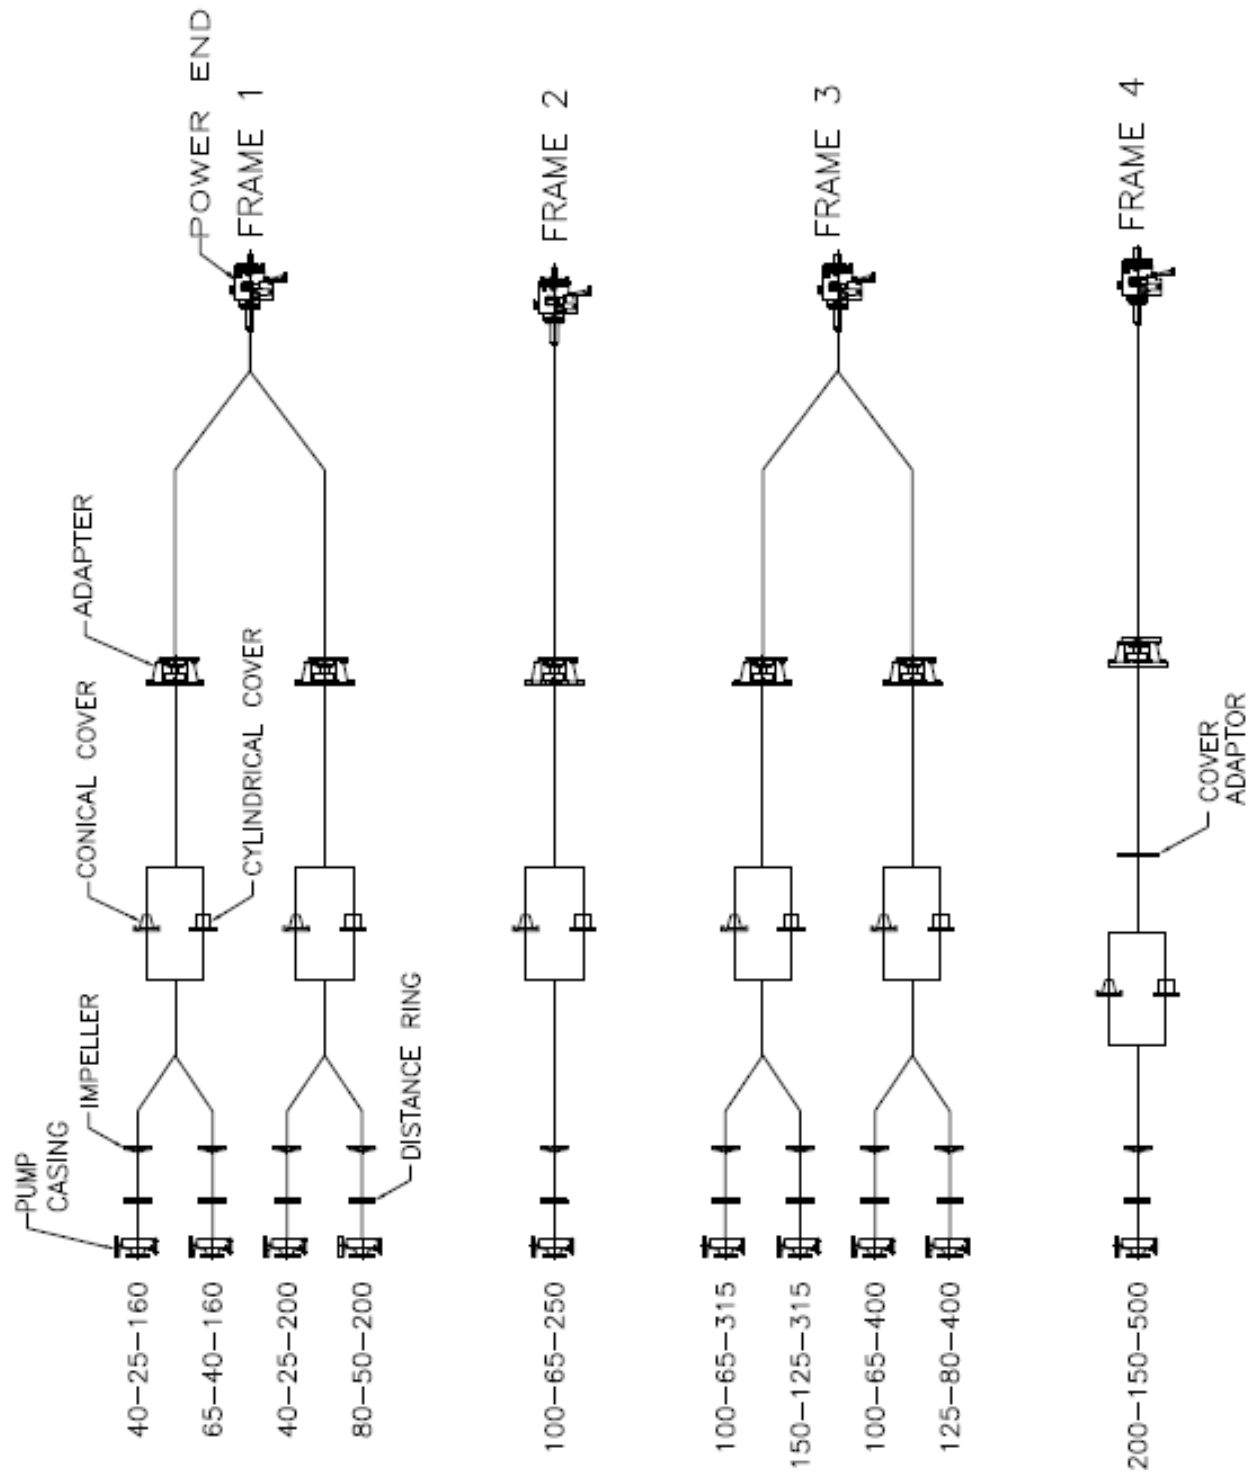 PUMP
CASING
IMPELLER
CONICAL COVER
ADAPTER
POWER END
FRAME 1
CYLINDRICAL COVER
DISTANCE RING
40-25-160
65-40-160
40-25-200
80-50-200
FRAME 2
100-65-250
FRAME 3
100-65-315
150-125-315
100-65-400
125-80-400
FRAME 4
COVER
ADAPTOR
200-150-500